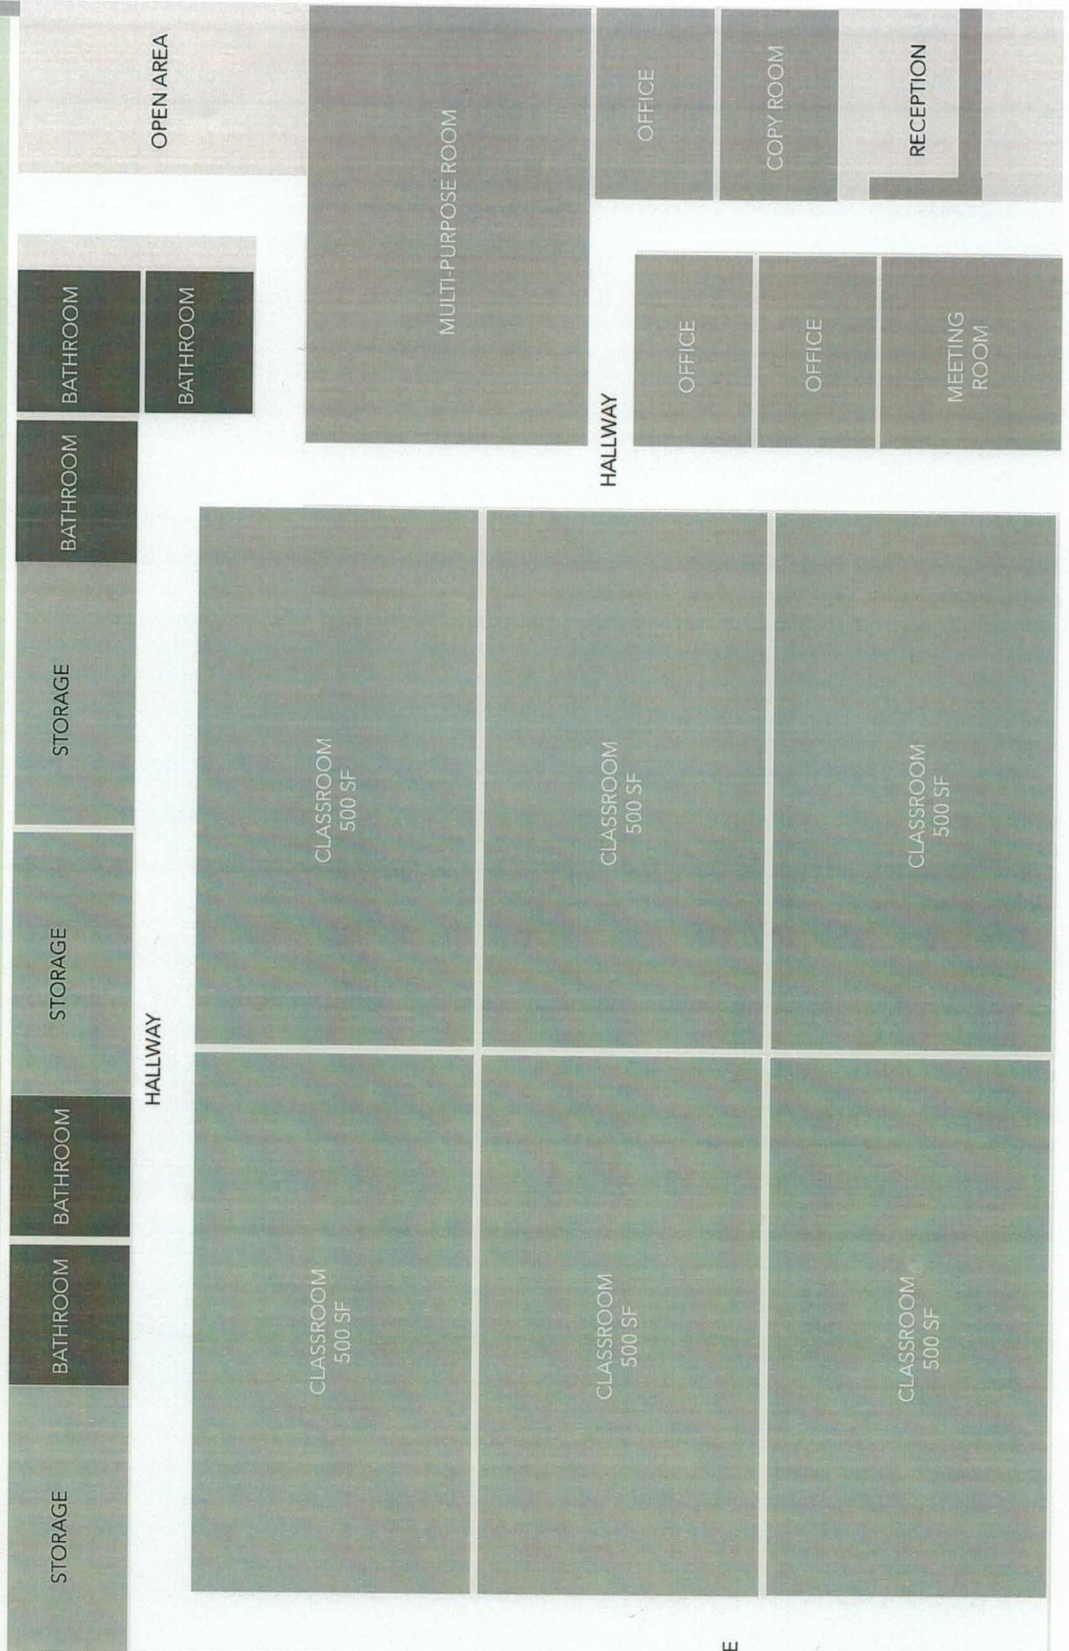 STORAGE
BATHROOM
BATHROOM
STORAGE
STORAGE
BATHROOM
BATHROOM
OPEN AREA
HALLWAY
BATHROOM
CLASSROOM
500 SF
CLASSROOM
500 SF
MULTI-PURPOSE ROOM
CLASSROOM
500 SF
CLASSROOM
500 SF
HALLWAY
OFFICE
OFFICE
COPY ROOM
OFFICE
CLASSROOM
500 SF
CLASSROOM
500 SF
MEETING
ROOM
RECEPTION